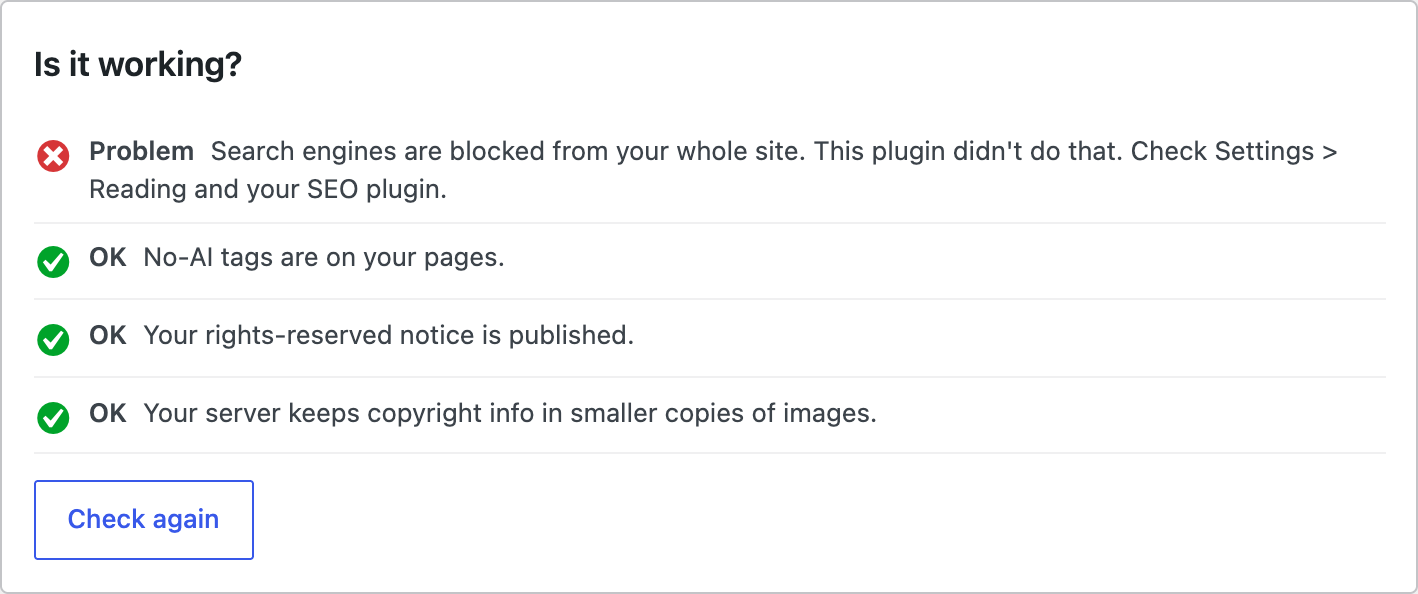 Is it working?
Problem Search engines are blocked from your whole site. This plugin didn't do that. Check Settings >
Reading and your SEO plugin.
OK No-AI tags are on your pages.
OK Your rights-reserved notice is published.
OK Your server keeps copyright info in smaller copies of images.
Check again